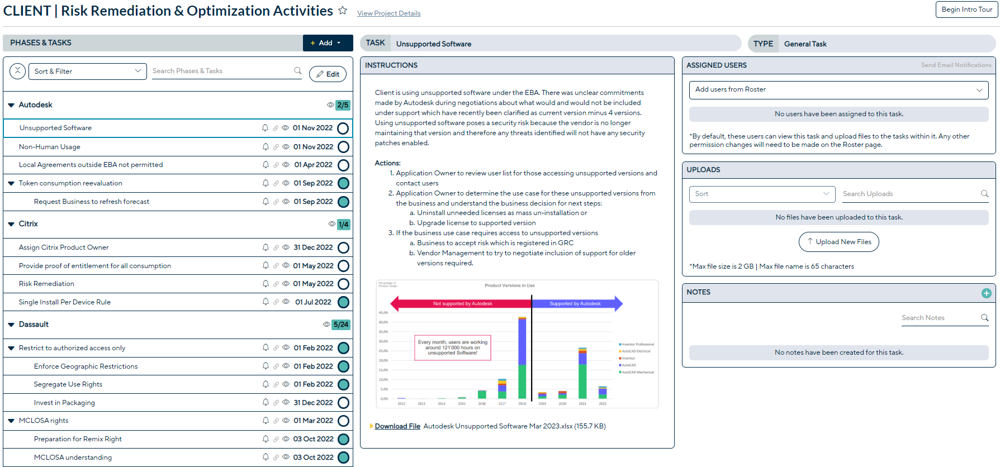 CLIENT | Risk Remediation & Optimization Activities
View Project Details
Begin Intro Tour
PHASES & TASKS
+ Add
Sort & Filter
Search Phases & Tasks
Edit
Autodesk
2/5
Unsupported Software
01 Nov 2022
Non-Human Usage
01 Nov 2022
Local Agreements outside EBA not permitted
01 Apr 2022
Token consumption reevaluation
01 Sep 2022
Request Business to refresh forecast
01 Sep 2022
Citrix
1/4
Assign Citrix Product Owner
31 Dec 2022
Provide proof of entitlement for all consumption
01 May 2022
Risk Remediation
01 May 2022
Single Install Per Device Rule
01 Jul 2022
Dassault
5/24
Restrict to authorized access only
01 Feb 2022
Enforce Geographic Restrictions
01 Feb 2022
Segregate Use Rights
01 Feb 2022
Invest in Packaging
31 Dec 2022
MCLOSA rights
01 Mar 2022
Preparation for Remix Right
03 Oct 2022
MCLOSA understanding
03 Oct 2022
TASK
Unsupported Software
TYPE
General Task
INSTRUCTIONS
Client is using unsupported software under the EBA. There was unclear commitments
made by Autodesk during negotiations about what would and would not be included
under support which have recently been clarified as current version minus 4 versions.
Using unsupported software poses a security risk because the vendor is no longer
maintaining that version and therefore any threats identified will not have any security
patches enabled.
Actions:
1. Application Owner to review user list for those accessing unsupported versions and
contact users
2. Application Owner to determine the use case for these unsupported versions from
the business and understand the business decision for next steps:
a. Uninstall unneeded licenses as mass un-installation or
b. Upgrade license to supported version
3. If the business use case requires access to unsupported versions
a. Business to accept risk which is registered in GRC
b. Vendor Management to try to negotiate inclusion of support for older
versions required.
Percentage of
Product Usage
Product Versions in Use
Not supported by Autodesk
Supported by Autodesk
45,0%
40,0%
35,0%
30,0%
25,0%
20,0%
15,0%
10,0%
5,0%
0,0%
Every month, users are working
around 121'000 hours on
unsupported Software!
2012
2013
2014
2015
2016
2017
2018
2019
2020
2021
2022
Inventor Professional
AutoCAD Electrical
Inventor
AutoCAD
AutoCAD Mechanical
Download File Autodesk Unsupported Software Mar 2023.xlsx (155.7 KB)
ASSIGNED USERS
Send Email Notifications
Add users from Roster
No users have been assigned to this task.
*By default, these users can view this task and upload files to the tasks within it. Any other
permission changes will need to be made on the Roster page.
UPLOADS
Sort
Search Uploads
No files have been uploaded to this task.
Upload New Files
*Max file size is 2 GB | Max file name is 65 characters
NOTES
Search Notes
No notes have been created for this task.